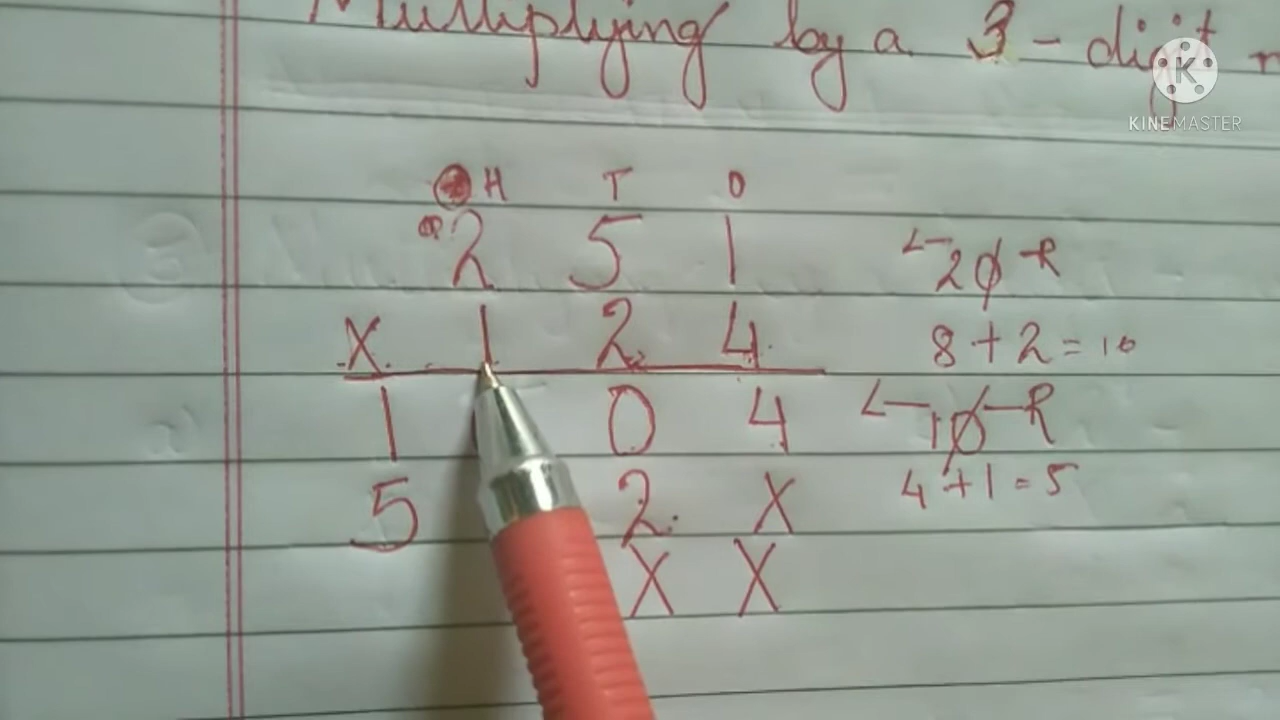 Multiplying by a 3-digit
KINEMASTER
H T O
2 5 1
20 R
X 1 2 4
8+2=10
1 0 4
10 R
5 2 X
4+1=5
X X